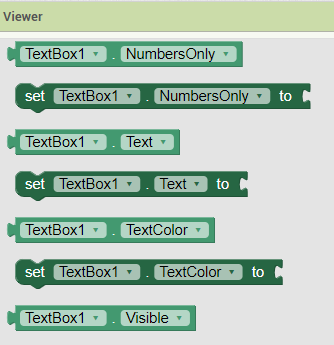 Viewer
TextBox1 . NumbersOnly
set TextBox1 . NumbersOnly to
TextBox1 . Text
set TextBox1 . Text to
TextBox1 . TextColor
set TextBox1 . TextColor to
TextBox1 . Visible